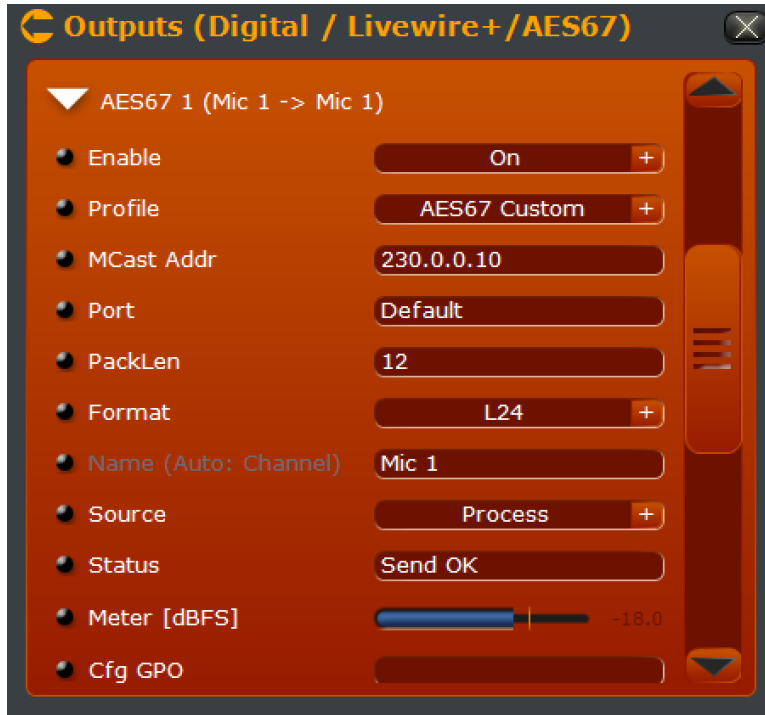 Outputs (Digital / Livewire+/AES67)
AES67 1 (Mic 1 -> Mic 1)
Enable On +
Profile AES67 Custom +
MCast Addr 230.0.0.10
Port Default
PackLen 12
Format L24 +
Name (Auto: Channel) Mic 1
Source Process +
Status Send OK
Meter [dBFS] -18.0
Cfg GPO